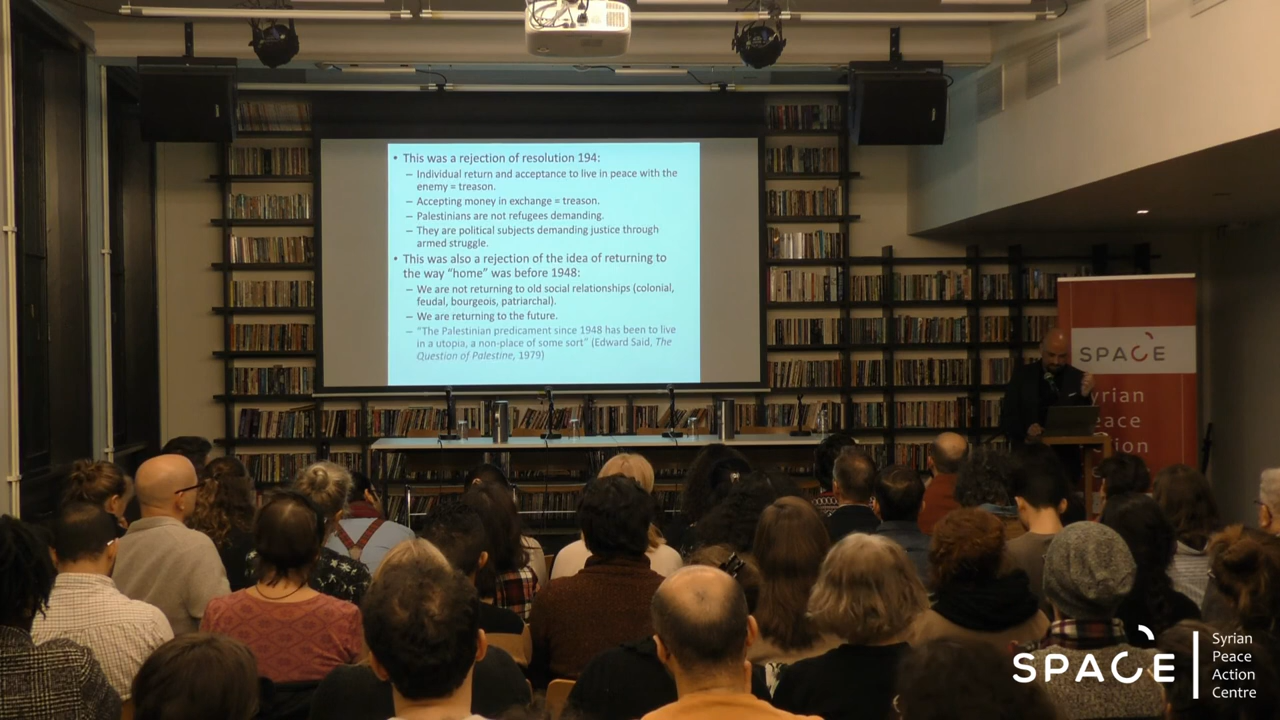 • This was a rejection of resolution 194:
– Individual return and acceptance to live in peace with the
enemy = treason.
– Accepting money in exchange = treason.
– Palestinians are not refugees demanding.
– They are political subjects demanding justice through
armed struggle.
• This was also a rejection of the idea of returning to
the way “home” was before 1948:
– We are not returning to old social relationships (colonial,
feudal, bourgeois, patriarchal).
– We are returning to the future.
– “The Palestinian predicament since 1948 has been to live
in a utopia, a non-place of some sort” (Edward Said, The
Question of Palestine, 1979)
SPACE
yrian
eace
ction
SPACE
Syrian
Peace
Action
Centre